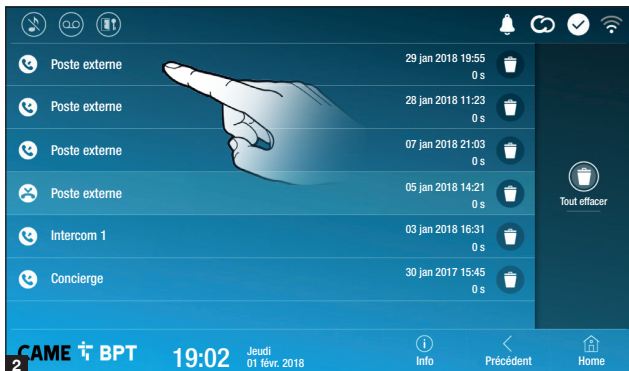 Poste externe 29 jan 2018 19:55
0 s
Poste externe 28 jan 2018 11:23
0 s
Poste externe 07 jan 2018 21:03
0 s
Poste externe 05 jan 2018 14:21
0 s
Tout effacer
Intercom 1 03 jan 2018 16:31
0 s
Concierge 30 jan 2017 15:45
0 s
CAME BPT 19:02 Jeudi
01 févr. 2018
Info Précédent Home
2